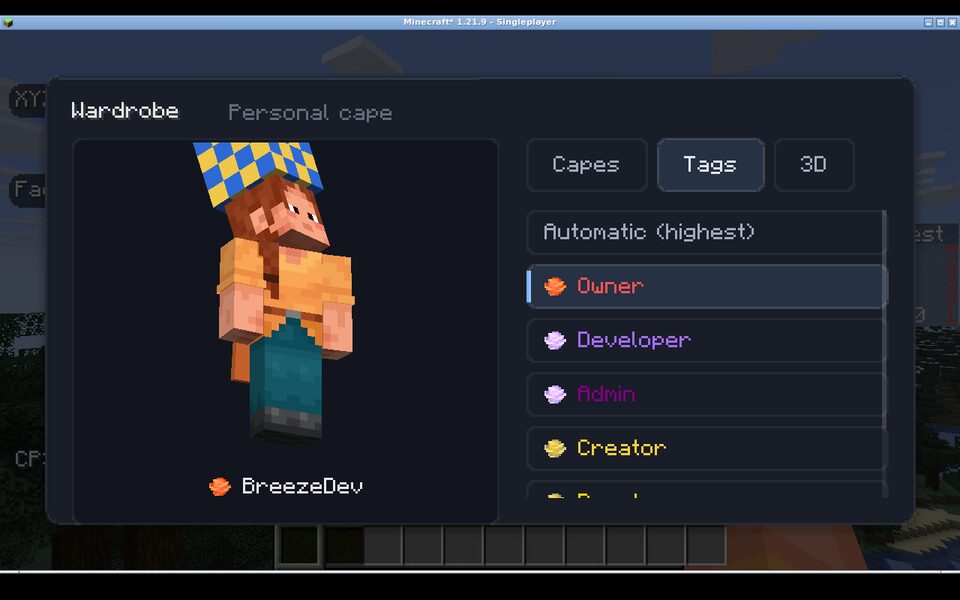 Minecraft* 1.21.9 - Singleplayer
Wardrobe
Personal cape
Capes
Tags
3D
Automatic (highest)
Owner
Developer
Admin
Creator
BreezeDev